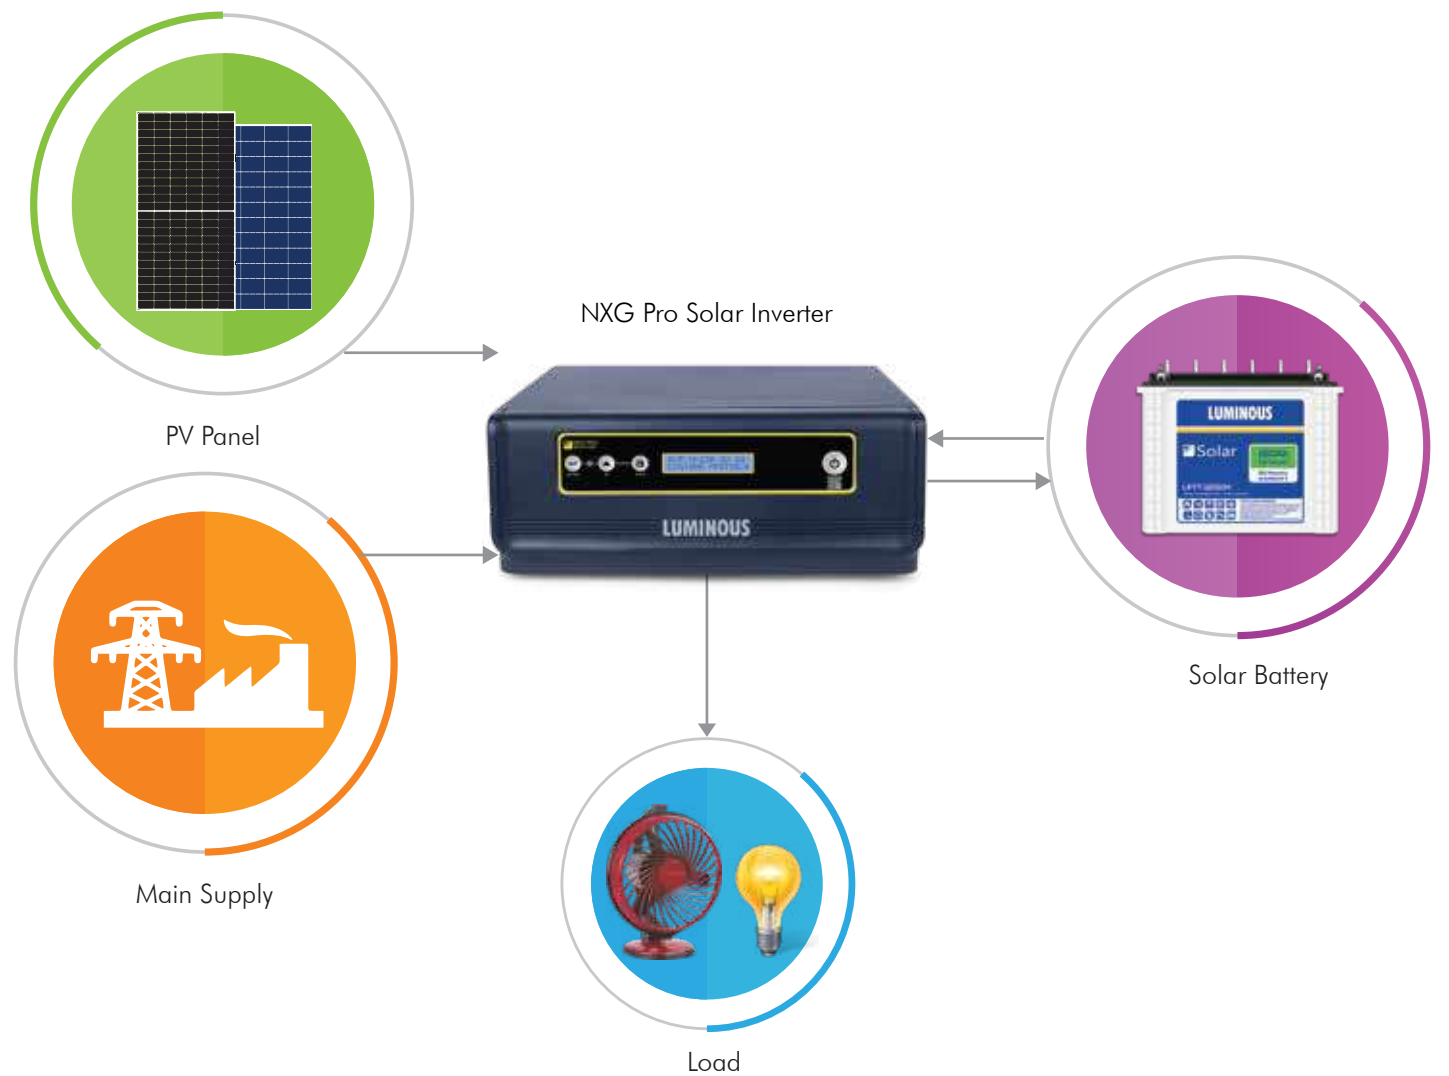 NXG Pro Solar Inverter
PV Panel
LUMINOUS
LUMINOUS
Solar
Solar Battery
Main Supply
Load